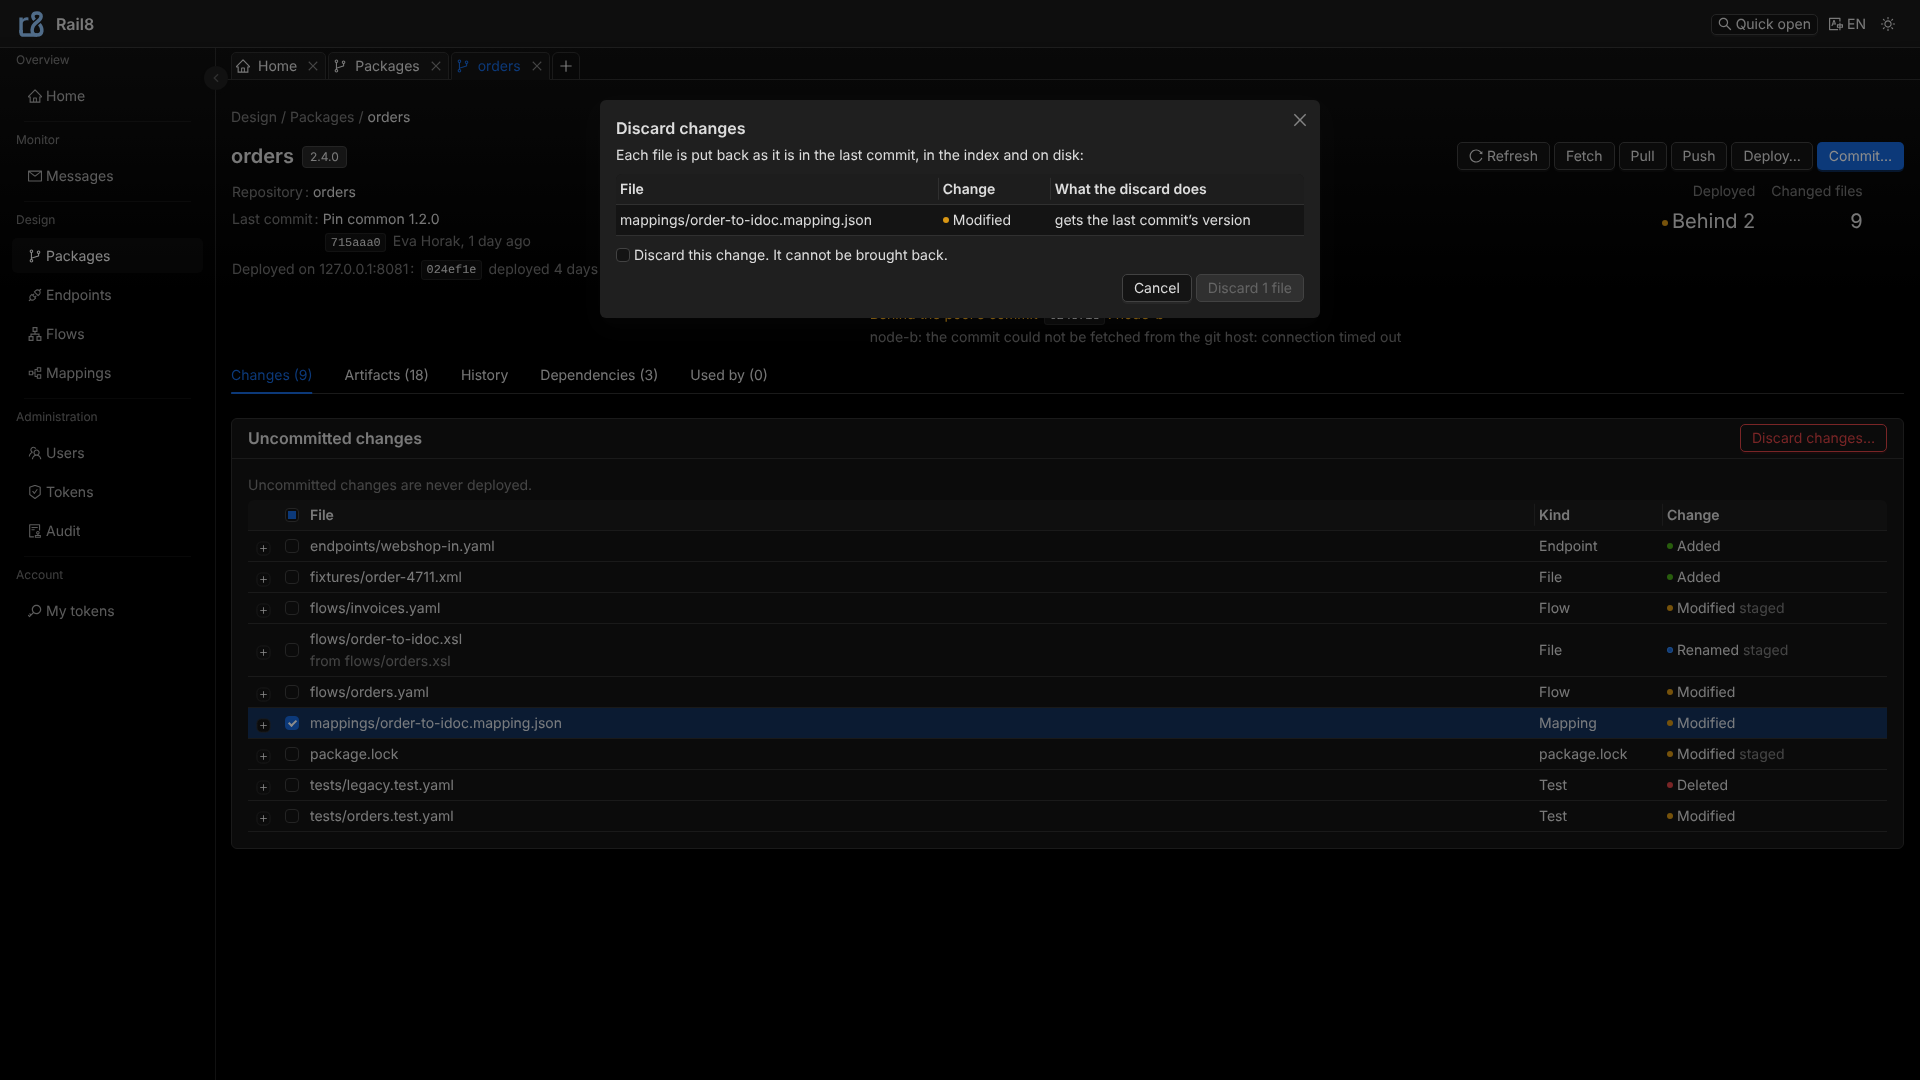 r8 Rail8
Quick open
EN
Overview
Home
Monitor
Messages
Design
Packages
Endpoints
Flows
Mappings
Administration
Users
Tokens
Audit
Account
My tokens
Home
Packages
orders
Design / Packages / orders
orders 2.4.0
Refresh
Fetch
Pull
Push
Deploy...
Commit...
Repository: orders
Last commit: Pin common 1.2.0
715aaa0 Eva Horak, 1 day ago
Deployed on 127.0.0.1:8081: 024ef1e deployed 4 days
Deployed
Behind 2
Changed files
9
node-b: the commit could not be fetched from the git host: connection timed out
Discard changes
Each file is put back as it is in the last commit, in the index and on disk:
File Change What the discard does
mappings/order-to-idoc.mapping.json Modified gets the last commit’s version
Discard this change. It cannot be brought back.
Cancel
Discard 1 file
Changes (9)
Artifacts (18)
History
Dependencies (3)
Used by (0)
Uncommitted changes
Discard changes...
Uncommitted changes are never deployed.
File Kind Change
endpoints/webshop-in.yaml Endpoint Added
fixtures/order-4711.xml File Added
flows/invoices.yaml Flow Modified staged
flows/order-to-idoc.xsl File Renamed staged
from flows/orders.xsl
flows/orders.yaml Flow Modified
mappings/order-to-idoc.mapping.json Mapping Modified
package.lock package.lock Modified staged
tests/legacy.test.yaml Test Deleted
tests/orders.test.yaml Test Modified